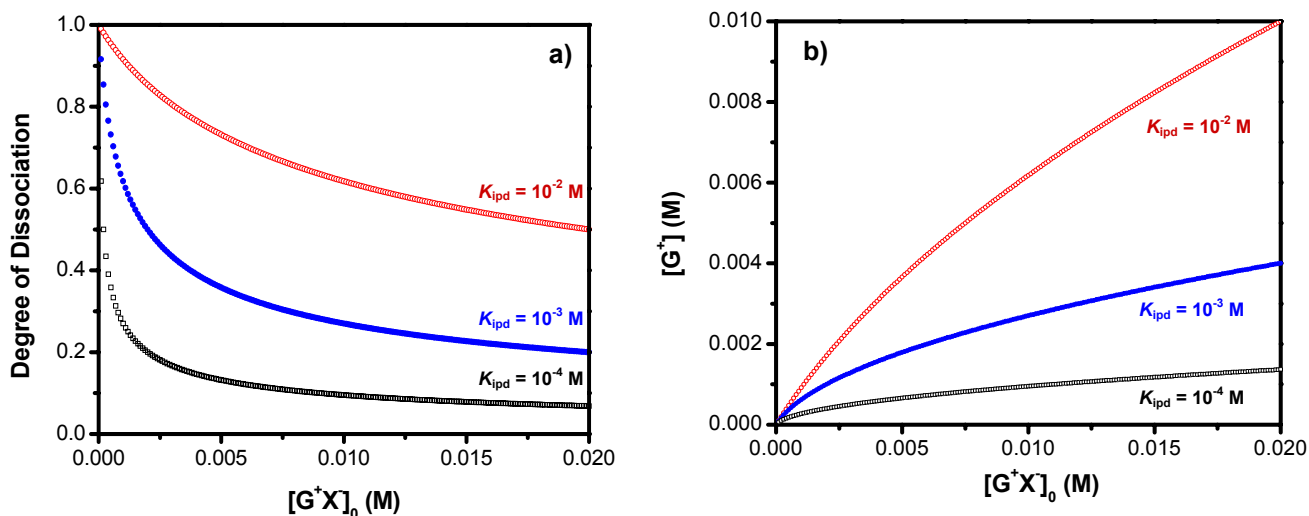 a)
Degree of Dissociation
1.0
0.8
0.6
0.4
0.2
0.0
K_ipd = 10⁻² M
K_ipd = 10⁻³ M
K_ipd = 10⁻⁴ M
0.000 0.005 0.010 0.015 0.020
[G⁺X⁻]₀ (M)
b)
[G⁺] (M)
0.010
0.008
0.006
0.004
0.002
0.000
K_ipd = 10⁻² M
K_ipd = 10⁻³ M
K_ipd = 10⁻⁴ M
0.000 0.005 0.010 0.015 0.020
[G⁺X⁻]₀ (M)